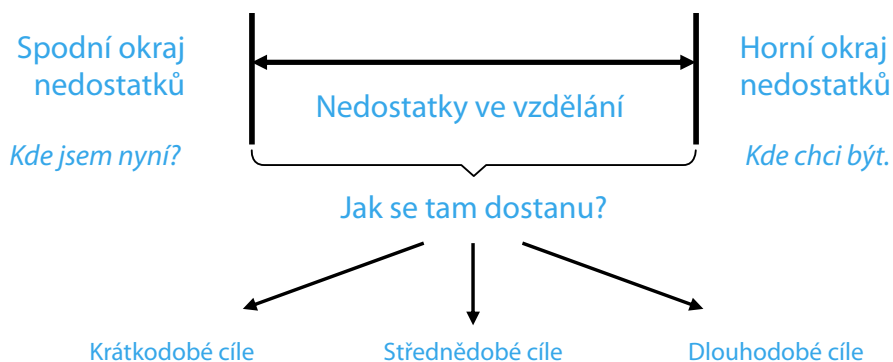 Spodní okraj
nedostatků
Horní okraj
nedostatků
Nedostatky ve vzdělání
Kde jsem nyní?
Kde chci být.
Jak se tam dostanu?
Krátkodobé cíle
Střednědobé cíle
Dlouhodobé cíle